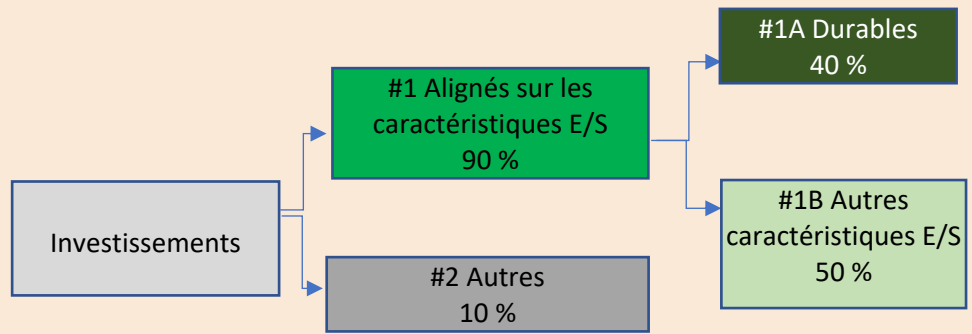 Investissements
#1 Alignés sur les
caractéristiques E/S
90 %
#2 Autres
10 %
#1A Durables
40 %
#1B Autres
caractéristiques E/S
50 %